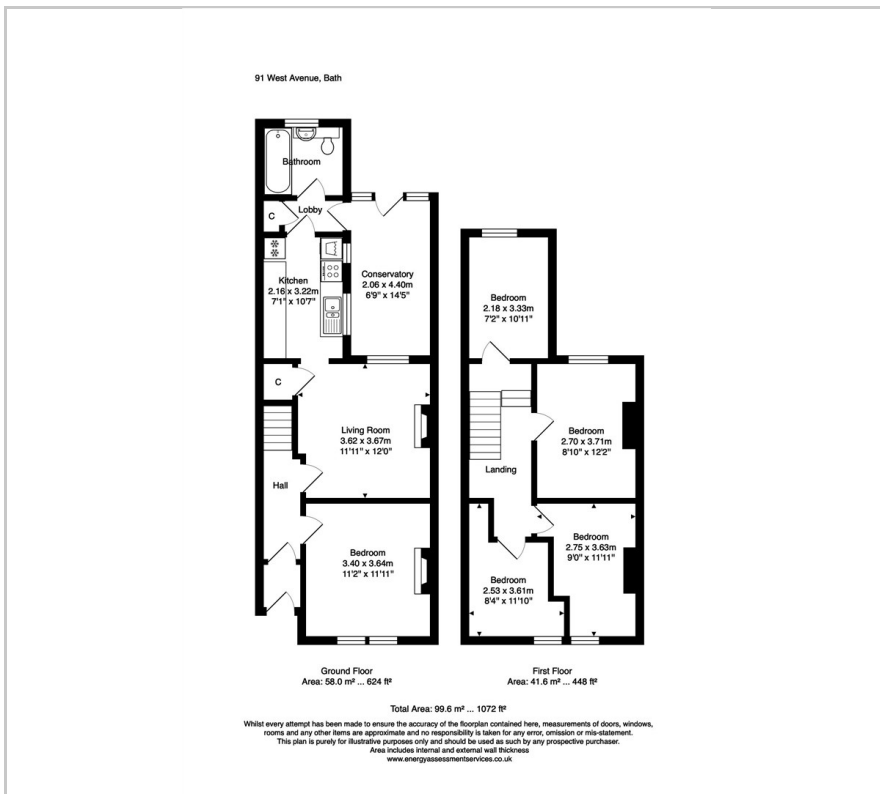 91 West Avenue, Bath
Bathroom
Lobby
C
Kitchen
2.16 x 3.22m
7'1" x 10'7"
Conservatory
2.06 x 4.40m
6'9" x 14'5"
C
Living Room
3.62 x 3.67m
11'11" x 12'0"
Hall
Bedroom
3.40 x 3.64m
11'2" x 11'11"
Bedroom
2.18 x 3.33m
7'2" x 10'11"
Bedroom
2.70 x 3.71m
8'10" x 12'2"
Landing
Bedroom
2.75 x 3.63m
9'0" x 11'11"
Bedroom
2.53 x 3.61m
8'4" x 11'10"
Ground Floor
Area: 58.0 m² ... 624 ft²
First Floor
Area: 41.6 m² ... 448 ft²
Total Area: 99.6 m² ... 1072 ft²
Whilst every attempt has been made to ensure the accuracy of the floorplan contained here, measurements of doors, windows,
rooms and any other items are approximate and no responsibility is taken for any error, omission or mis-statement.
This plan is purely for illustrative purposes only and should be used as such by any prospective purchaser.
Area includes internal and external wall thickness
www.energyassessmentservices.co.uk